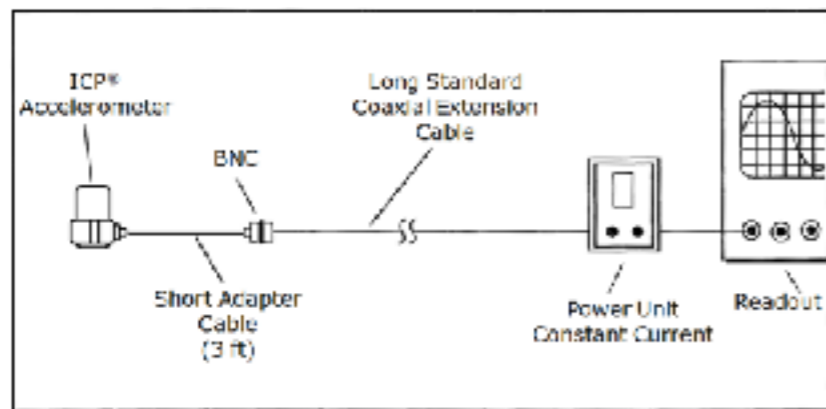 ICP®
Accelerometer
Long Standard
Coaxial Extension
Cable
BNC
Short Adapter
Cable
(3 ft)
Power Unit
Constant Current
Readout